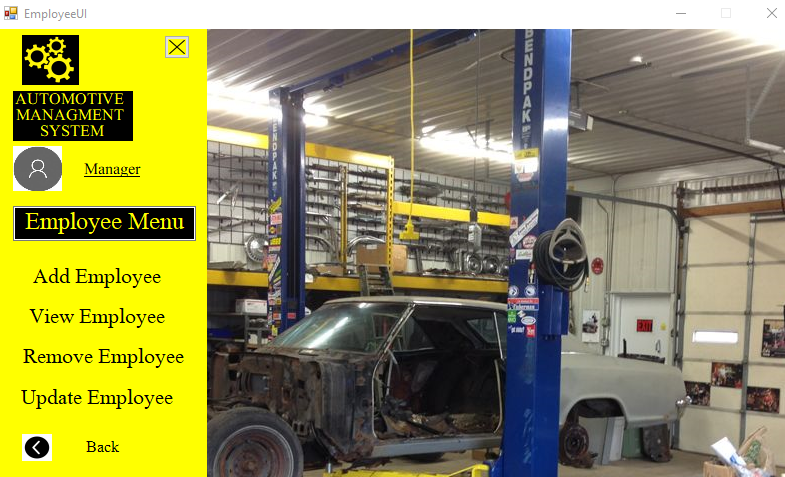 EmployeeUI
AUTOMOTIVE
MANAGMENT
SYSTEM
Manager
Employee Menu
Add Employee
View Employee
Remove Employee
Update Employee
Back
BENDPAK
BENDPAK
EXIT